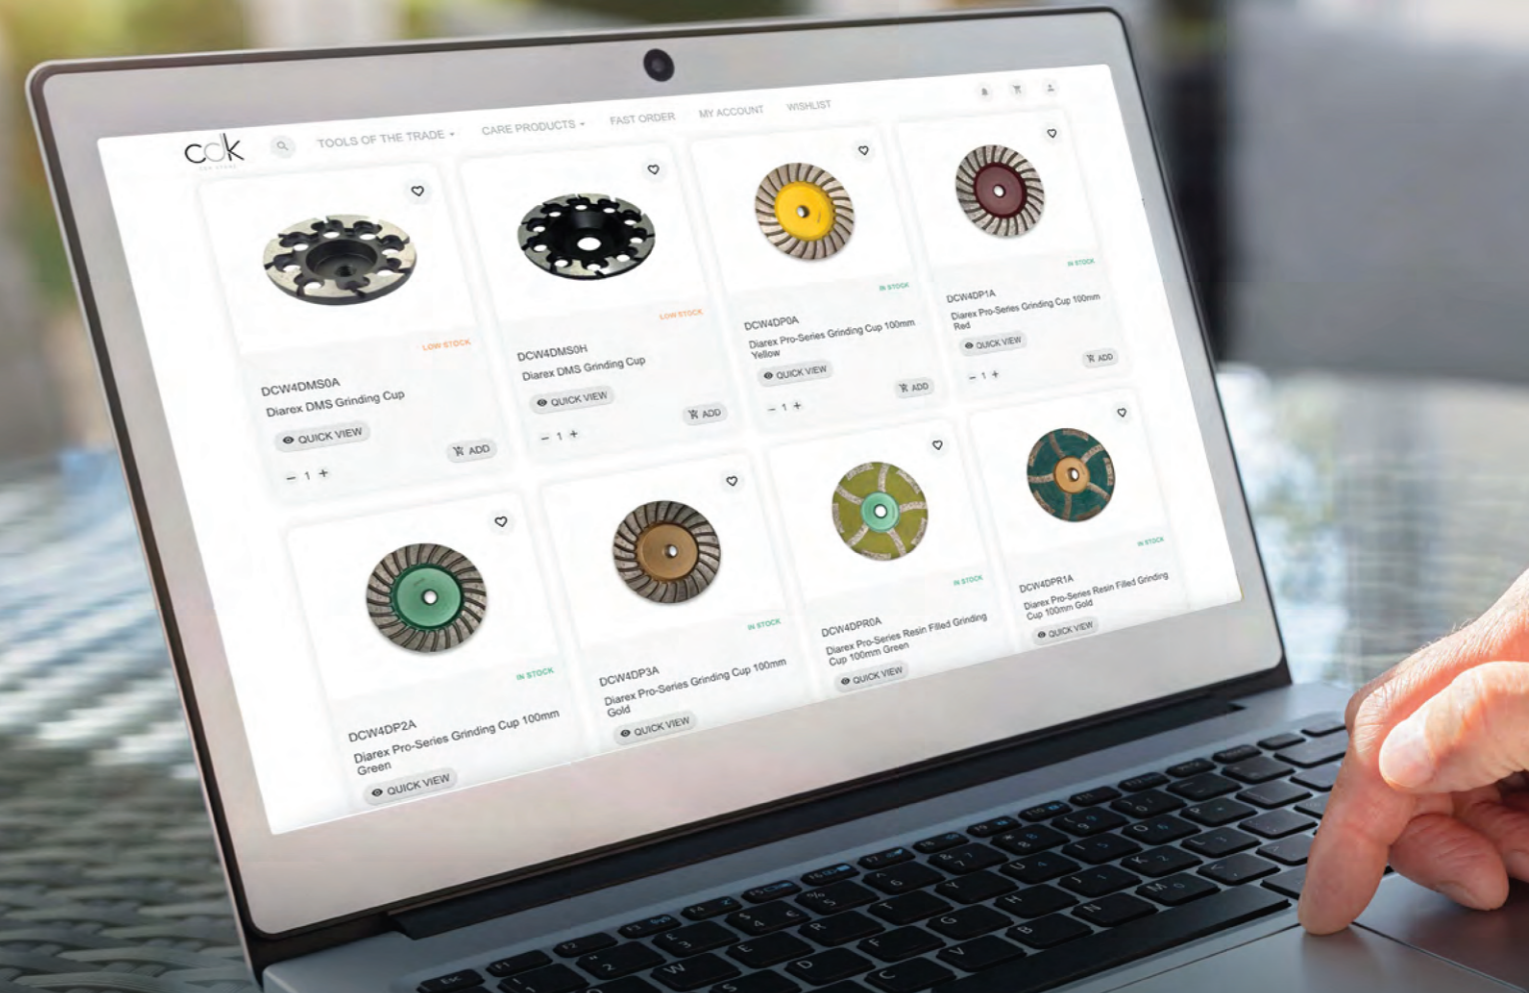 cdk
TOOLS OF THE TRADE
CARE PRODUCTS
FAST ORDER
MY ACCOUNT
WISHLIST
LOW STOCK
DCW4DMS0A
Diarex DMS Grinding Cup
QUICK VIEW
ADD
− 1 +
LOW STOCK
DCW4DMS0H
Diarex DMS Grinding Cup
QUICK VIEW
ADD
− 1 +
IN STOCK
DCW4DP0A
Diarex Pro-Series Grinding Cup 100mm
Yellow
QUICK VIEW
ADD
− 1 +
IN STOCK
DCW4DP1A
Diarex Pro-Series Grinding Cup 100mm
Red
QUICK VIEW
ADD
− 1 +
IN STOCK
DCW4DP2A
Diarex Pro-Series Grinding Cup 100mm
Green
QUICK VIEW
IN STOCK
DCW4DP3A
Diarex Pro-Series Grinding Cup 100mm
Gold
QUICK VIEW
IN STOCK
DCW4DPR0A
Diarex Pro-Series Resin Filled Grinding
Cup 100mm Green
QUICK VIEW
IN STOCK
DCW4DPR1A
Diarex Pro-Series Resin Filled Grinding
Cup 100mm Gold
QUICK VIEW